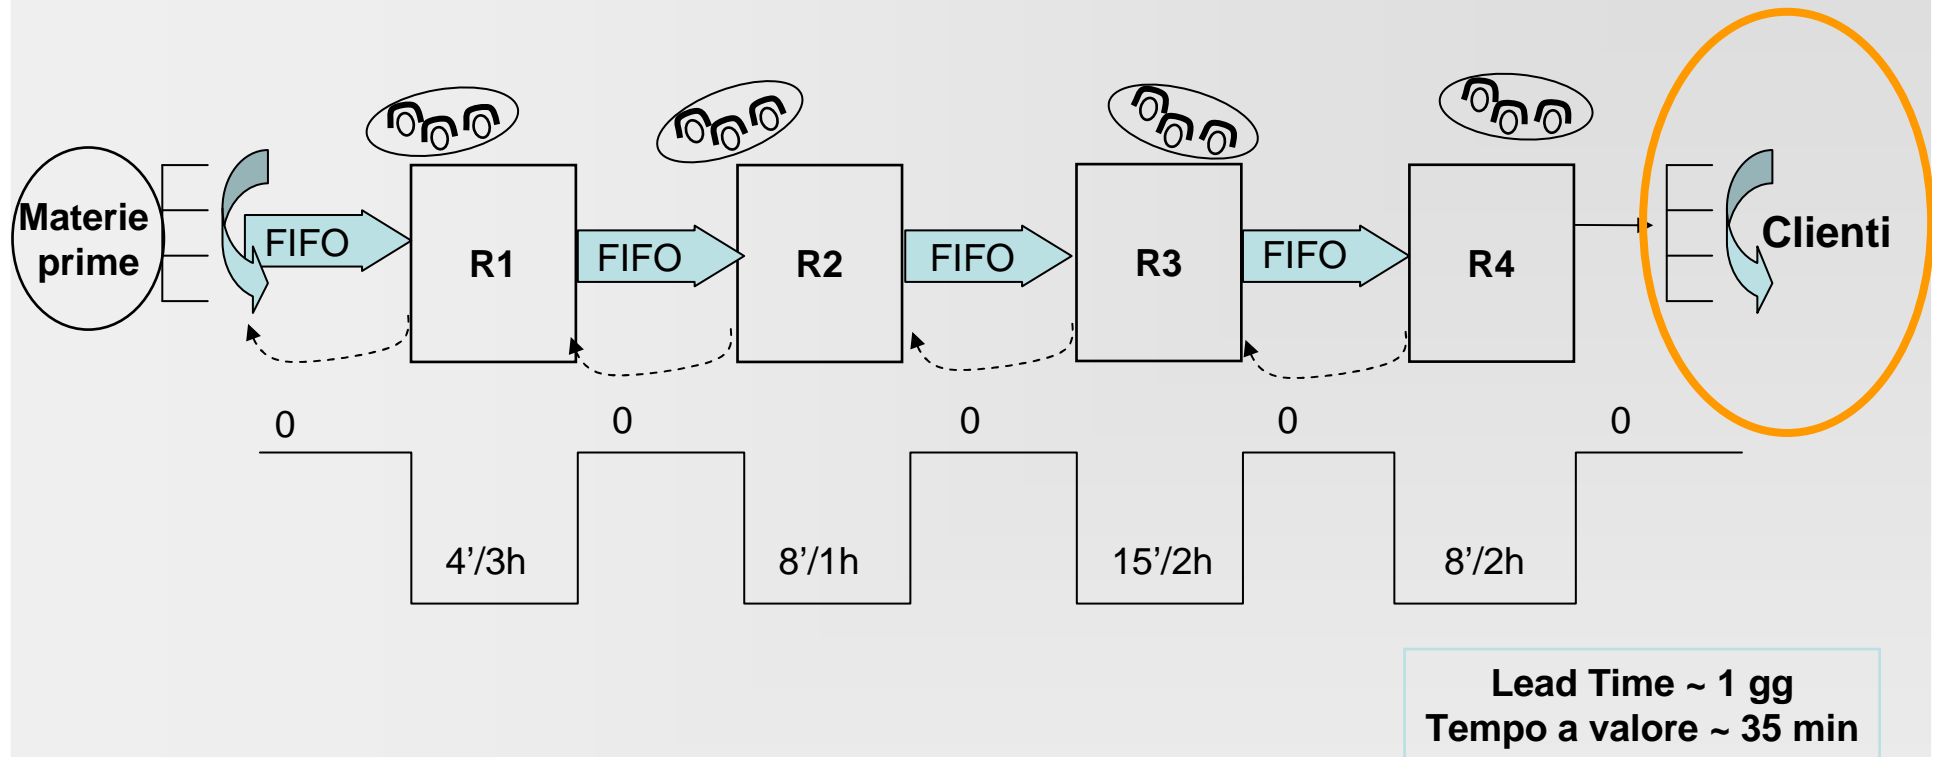 Materie
prime
FIFO
R1
FIFO
R2
FIFO
R3
FIFO
R4
Clienti
0
0
0
0
0
4’/3h
8’/1h
15’/2h
8’/2h
Lead Time ~ 1 gg
Tempo a valore ~ 35 min